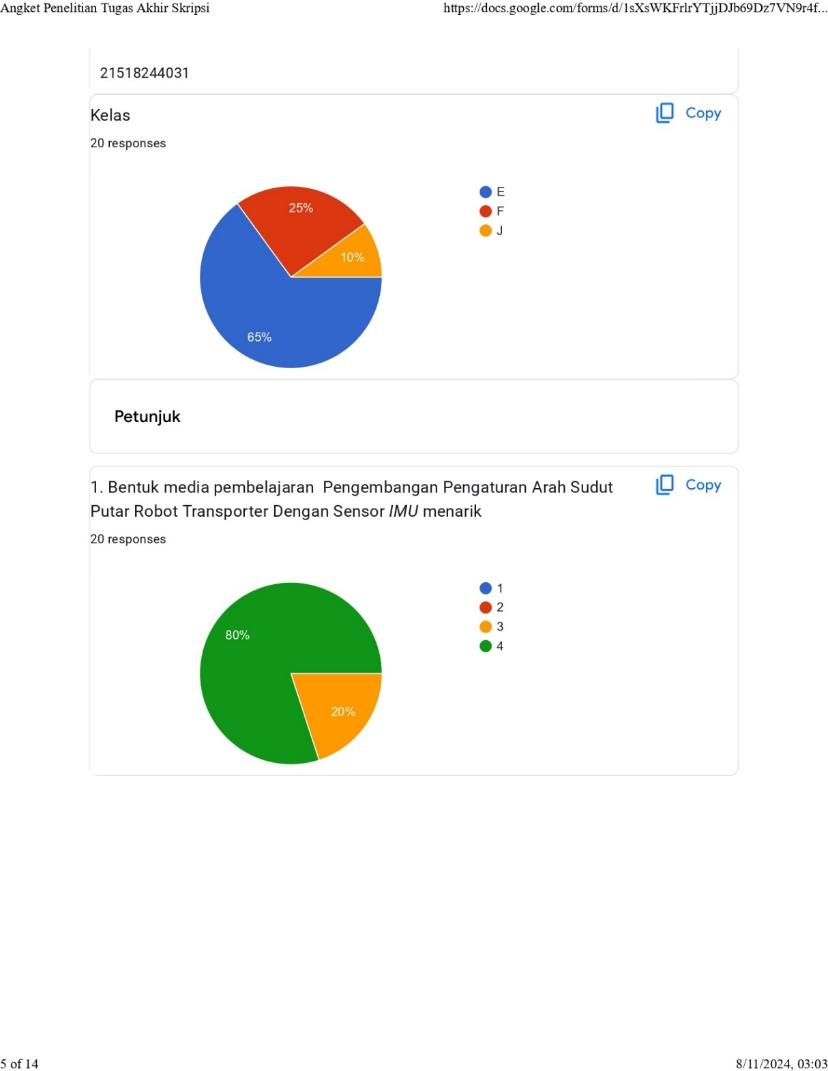 Angket Penelitian Tugas Akhir Skripsi
https://docs.google.com/forms/d/1sXsWKFrlrYTjjDJb69Dz7VN9r4f...
21518244031
Kelas
Copy
20 responses
25%
10%
65%
E
F
J
Petunjuk
1. Bentuk media pembelajaran  Pengembangan Pengaturan Arah Sudut
Putar Robot Transporter Dengan Sensor IMU menarik
Copy
20 responses
80%
20%
1
2
3
4
5 of 14
8/11/2024, 03:03